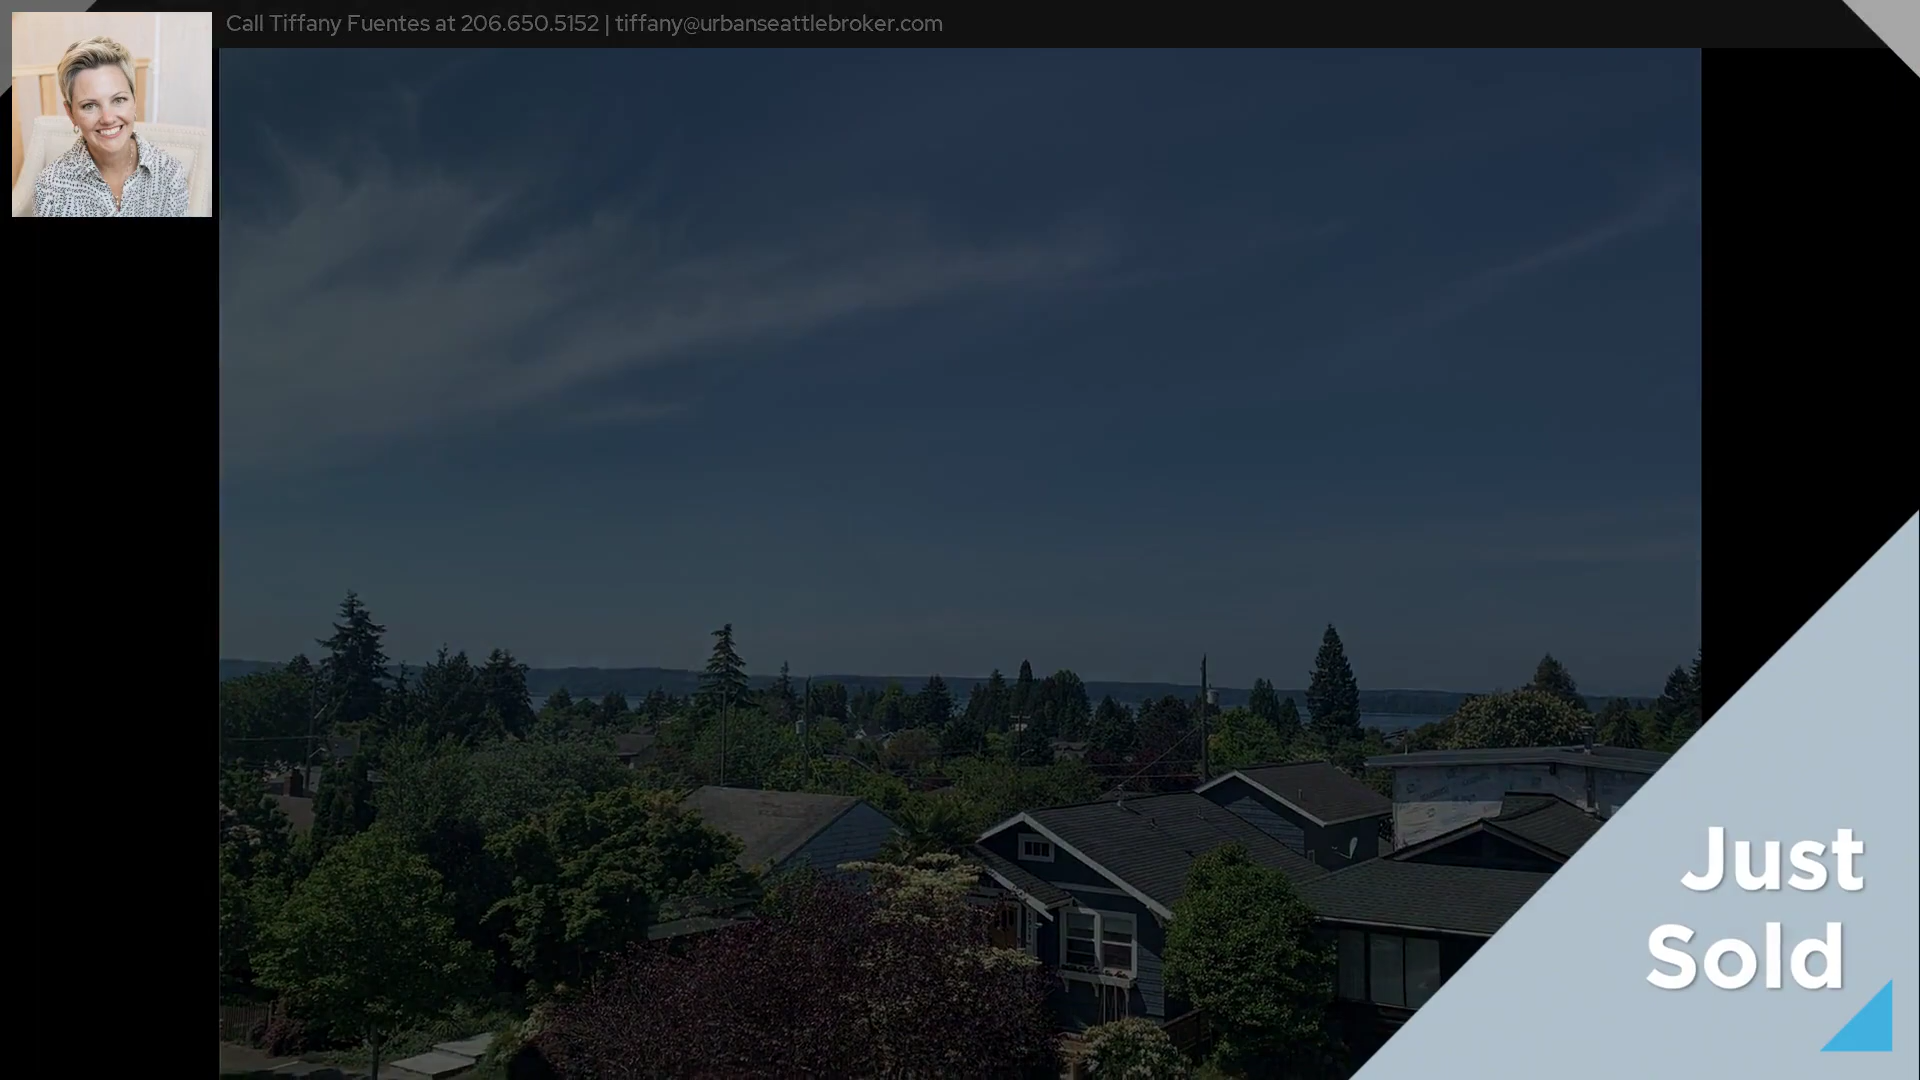 Call Tiffany Fuentes at 206.650.5152 | tiffany@urbanseattlebroker.com
Just
Sold